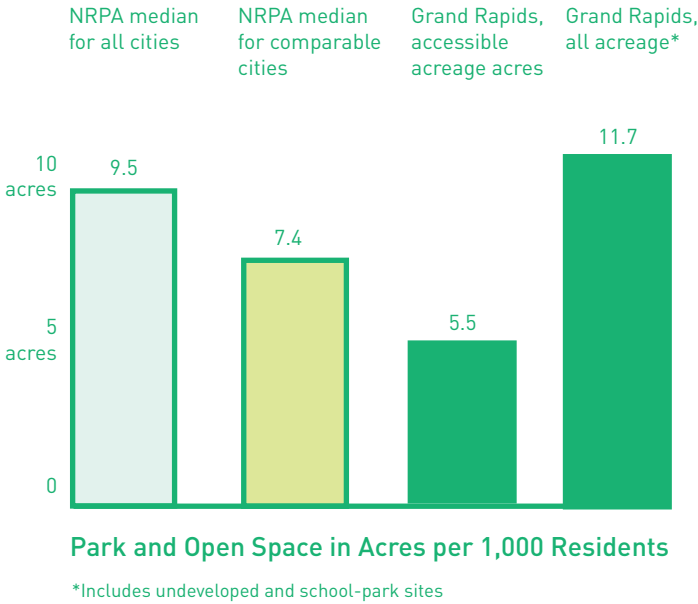 NRPA median
for all cities
NRPA median
for comparable
cities
Grand Rapids,
accessible
acreage acres
Grand Rapids,
all acreage*
10
acres
5
acres
0
9.5
7.4
5.5
11.7
Park and Open Space in Acres per 1,000 Residents
*Includes undeveloped and school-park sites